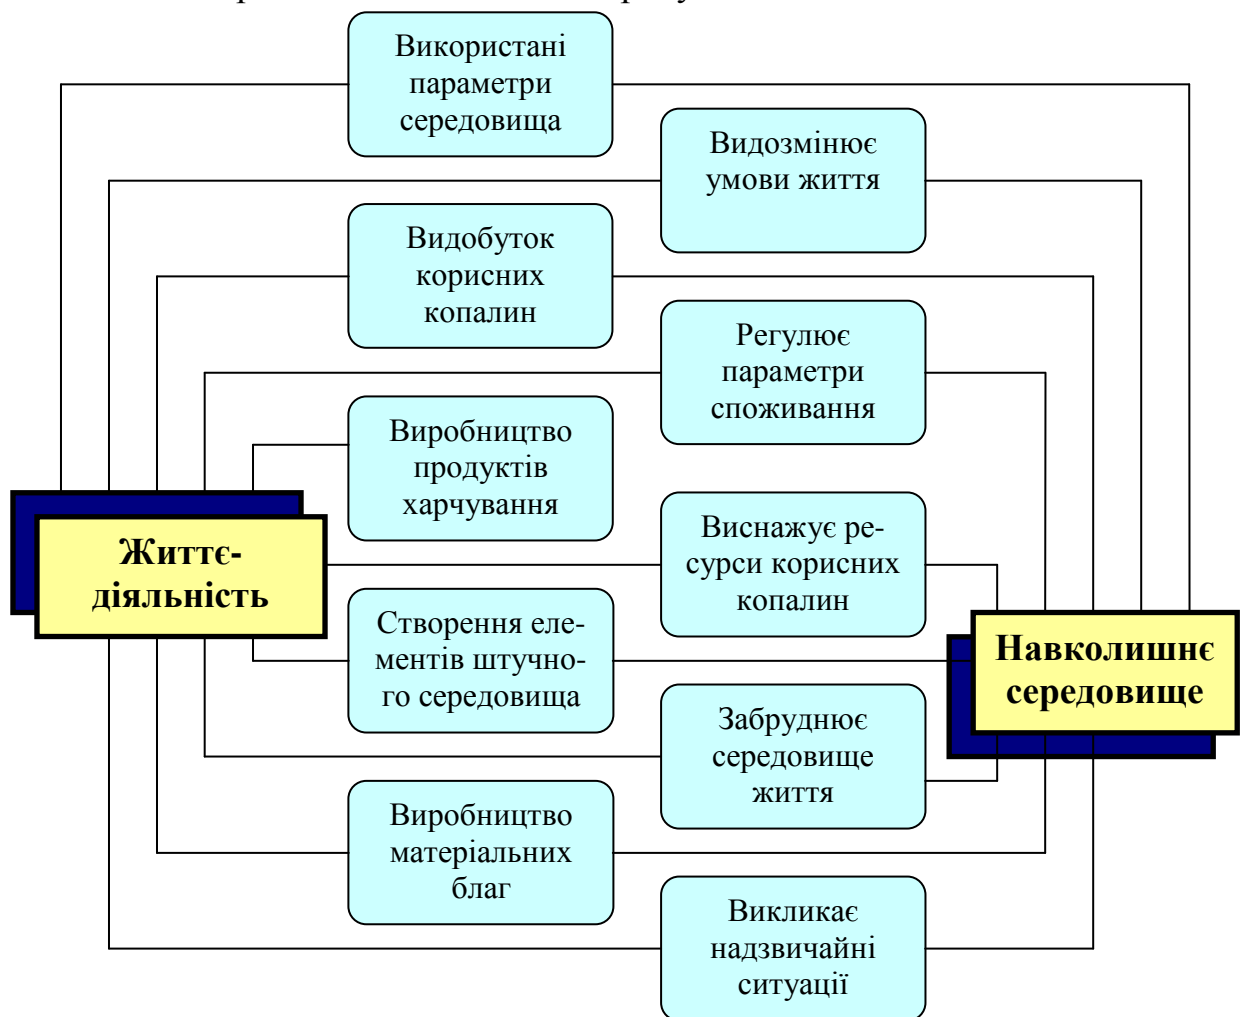 Використані
параметри
середовища
Видозмінює
умови життя
Видобуток
корисних
копалин
Регулює
параметри
споживання
Виробництво
продуктів
харчування
Життє-
діяльність
Виснажує ре-
сурси корисних
копалин
Створення еле-
ментів штучно-
го середовища
Навколишнє
середовище
Забруднює
середовище
життя
Виробництво
матеріальних
благ
Викликає
надзвичайні
ситуації